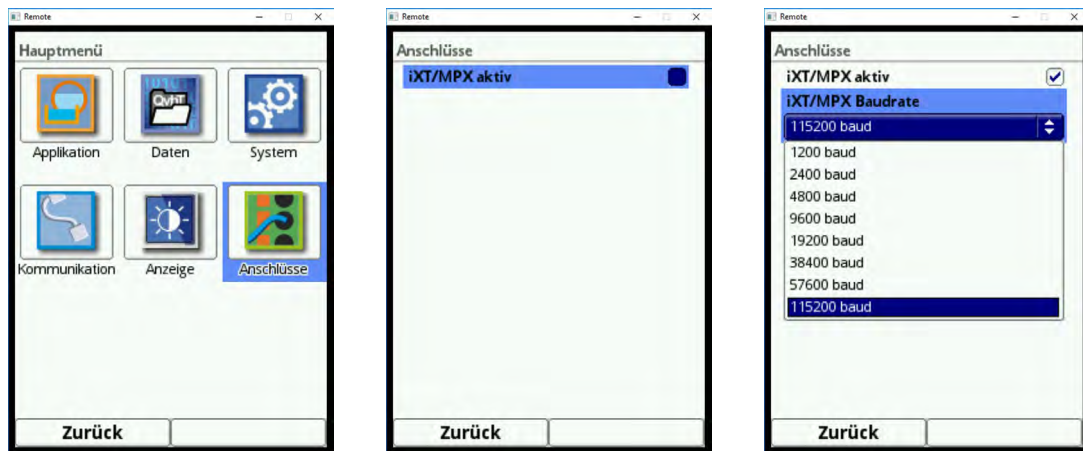 Remote
Hauptmenü
QvhT
Applikation
Daten
System
Kommunikation
Anzeige
Anschlüsse
Zurück
Remote
Anschlüsse
iXT/MPX aktiv
Zurück
Remote
Anschlüsse
iXT/MPX aktiv
iXT/MPX Baudrate
115200 baud
1200 baud
2400 baud
4800 baud
9600 baud
19200 baud
38400 baud
57600 baud
115200 baud
Zurück